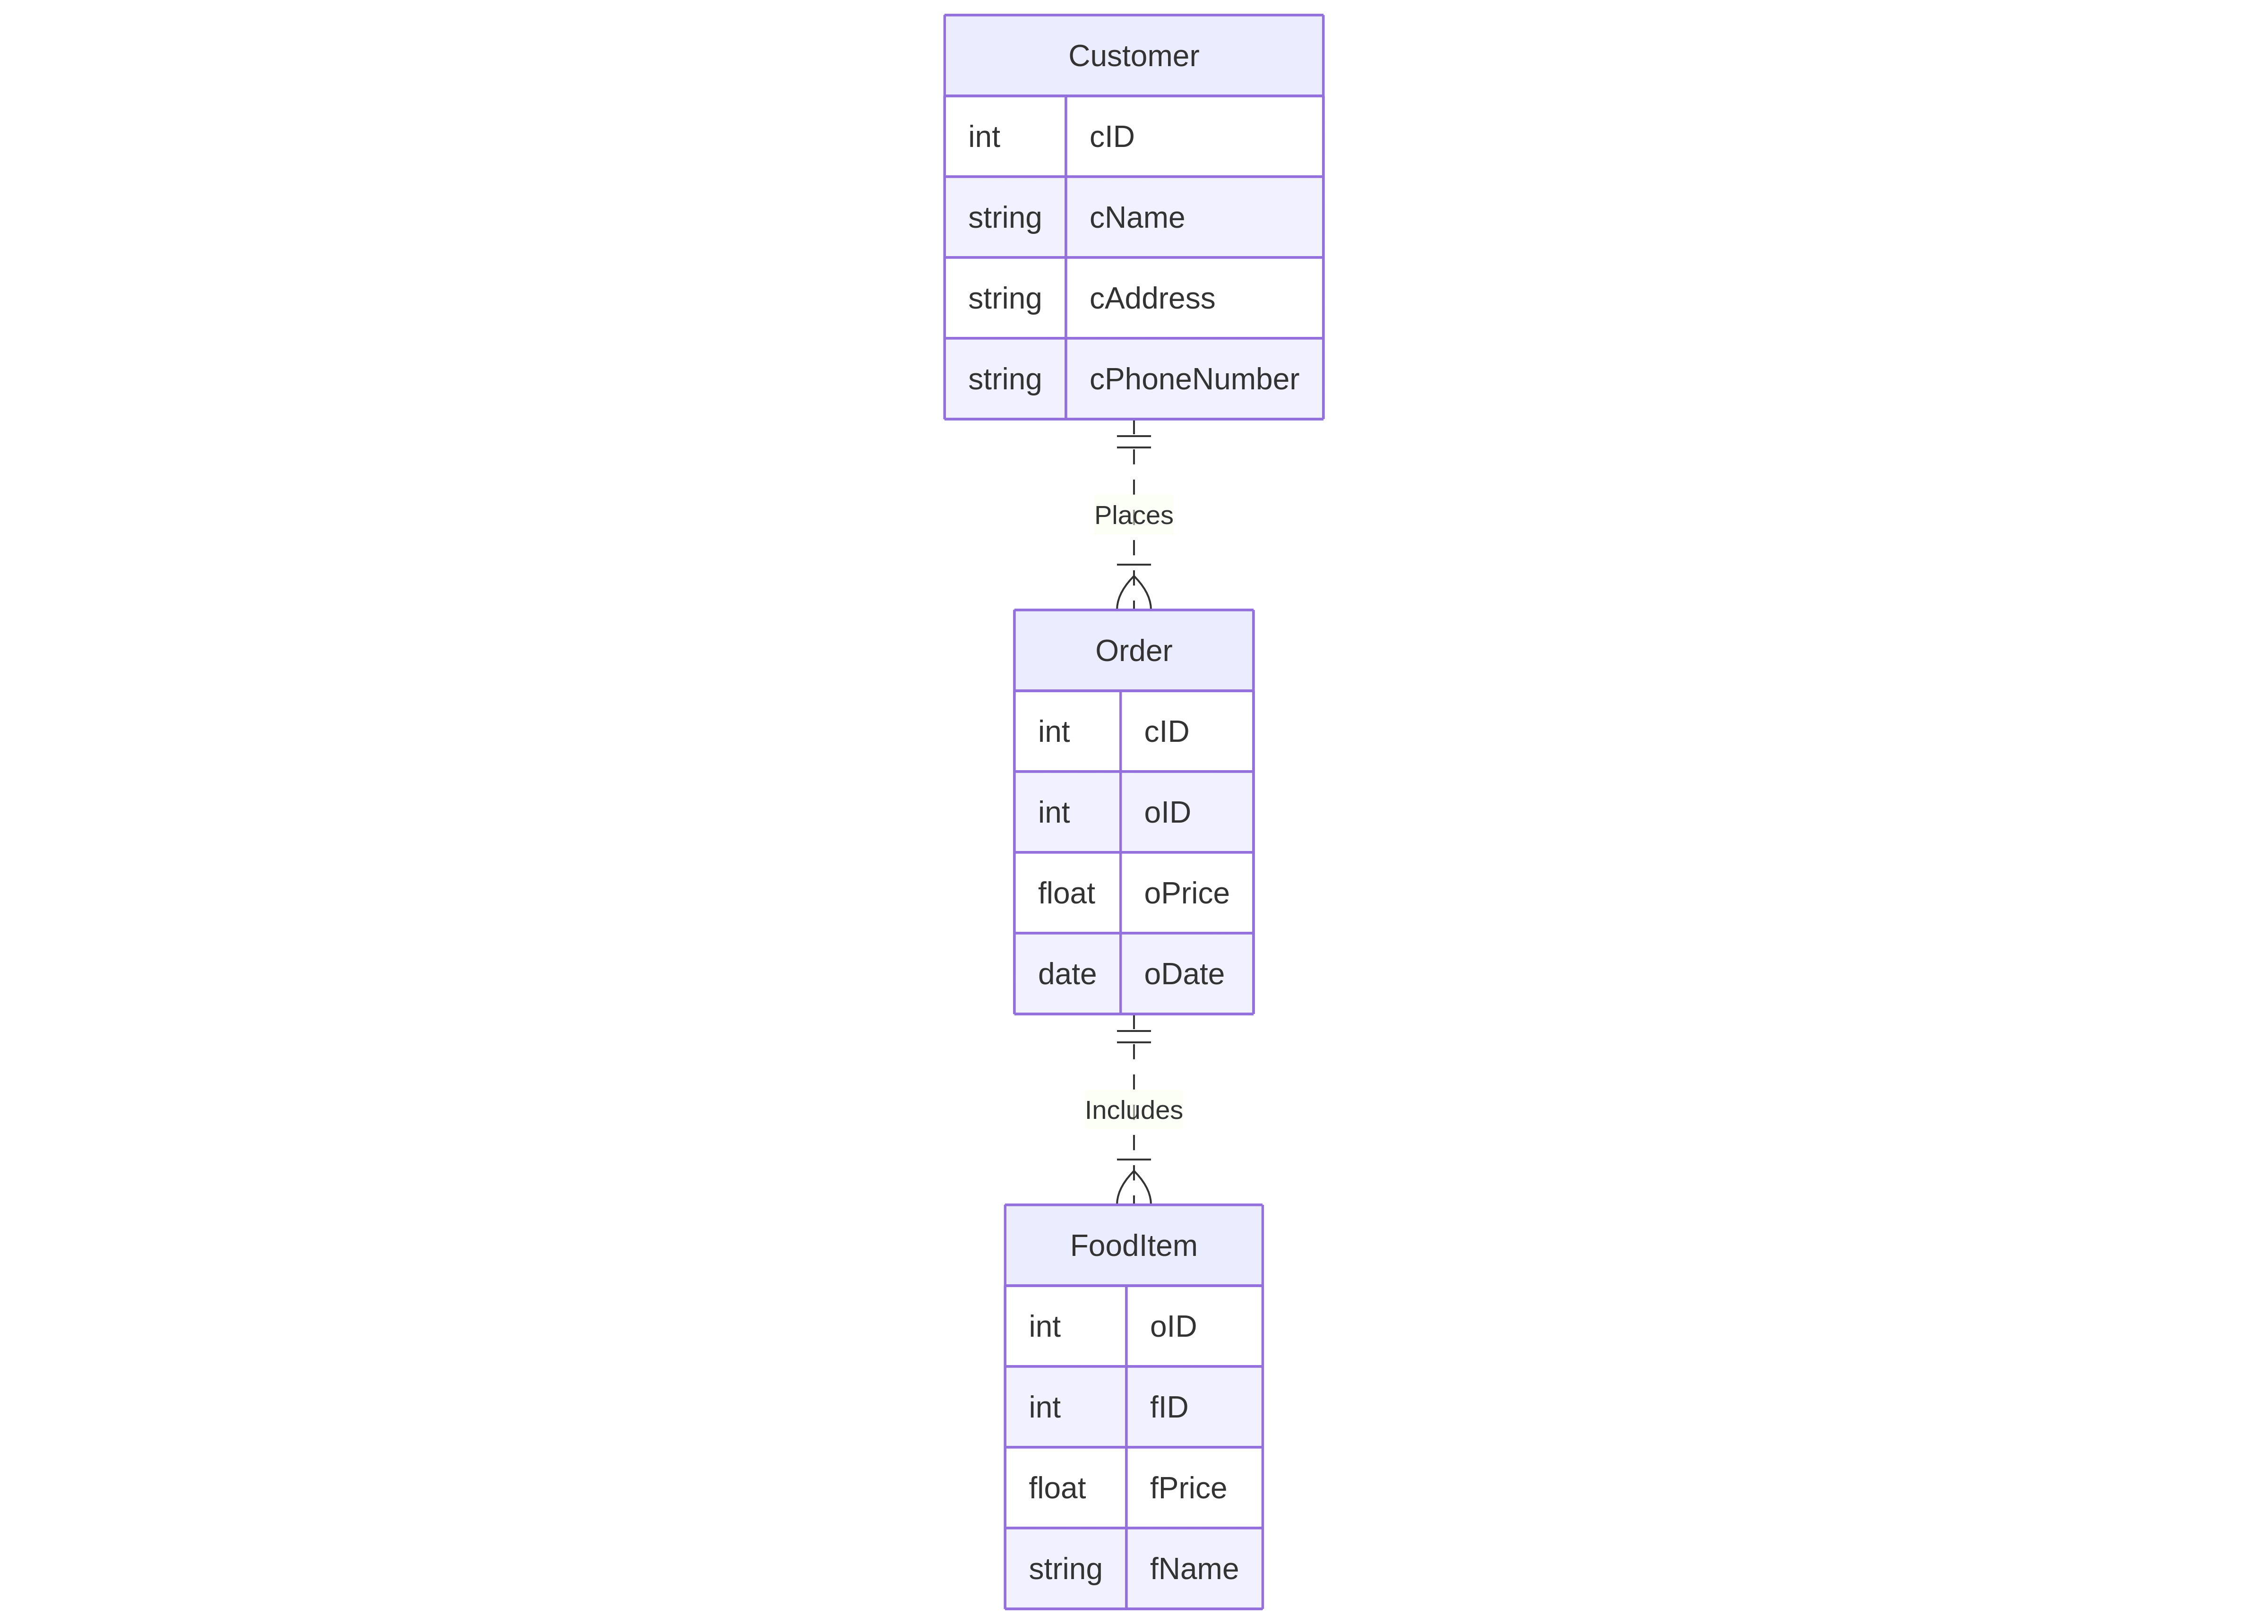 Customer
int cID
string cName
string cAddress
string cPhoneNumber
Places
Order
int cID
int oID
float oPrice
date oDate
Includes
FoodItem
int oID
int fID
float fPrice
string fName